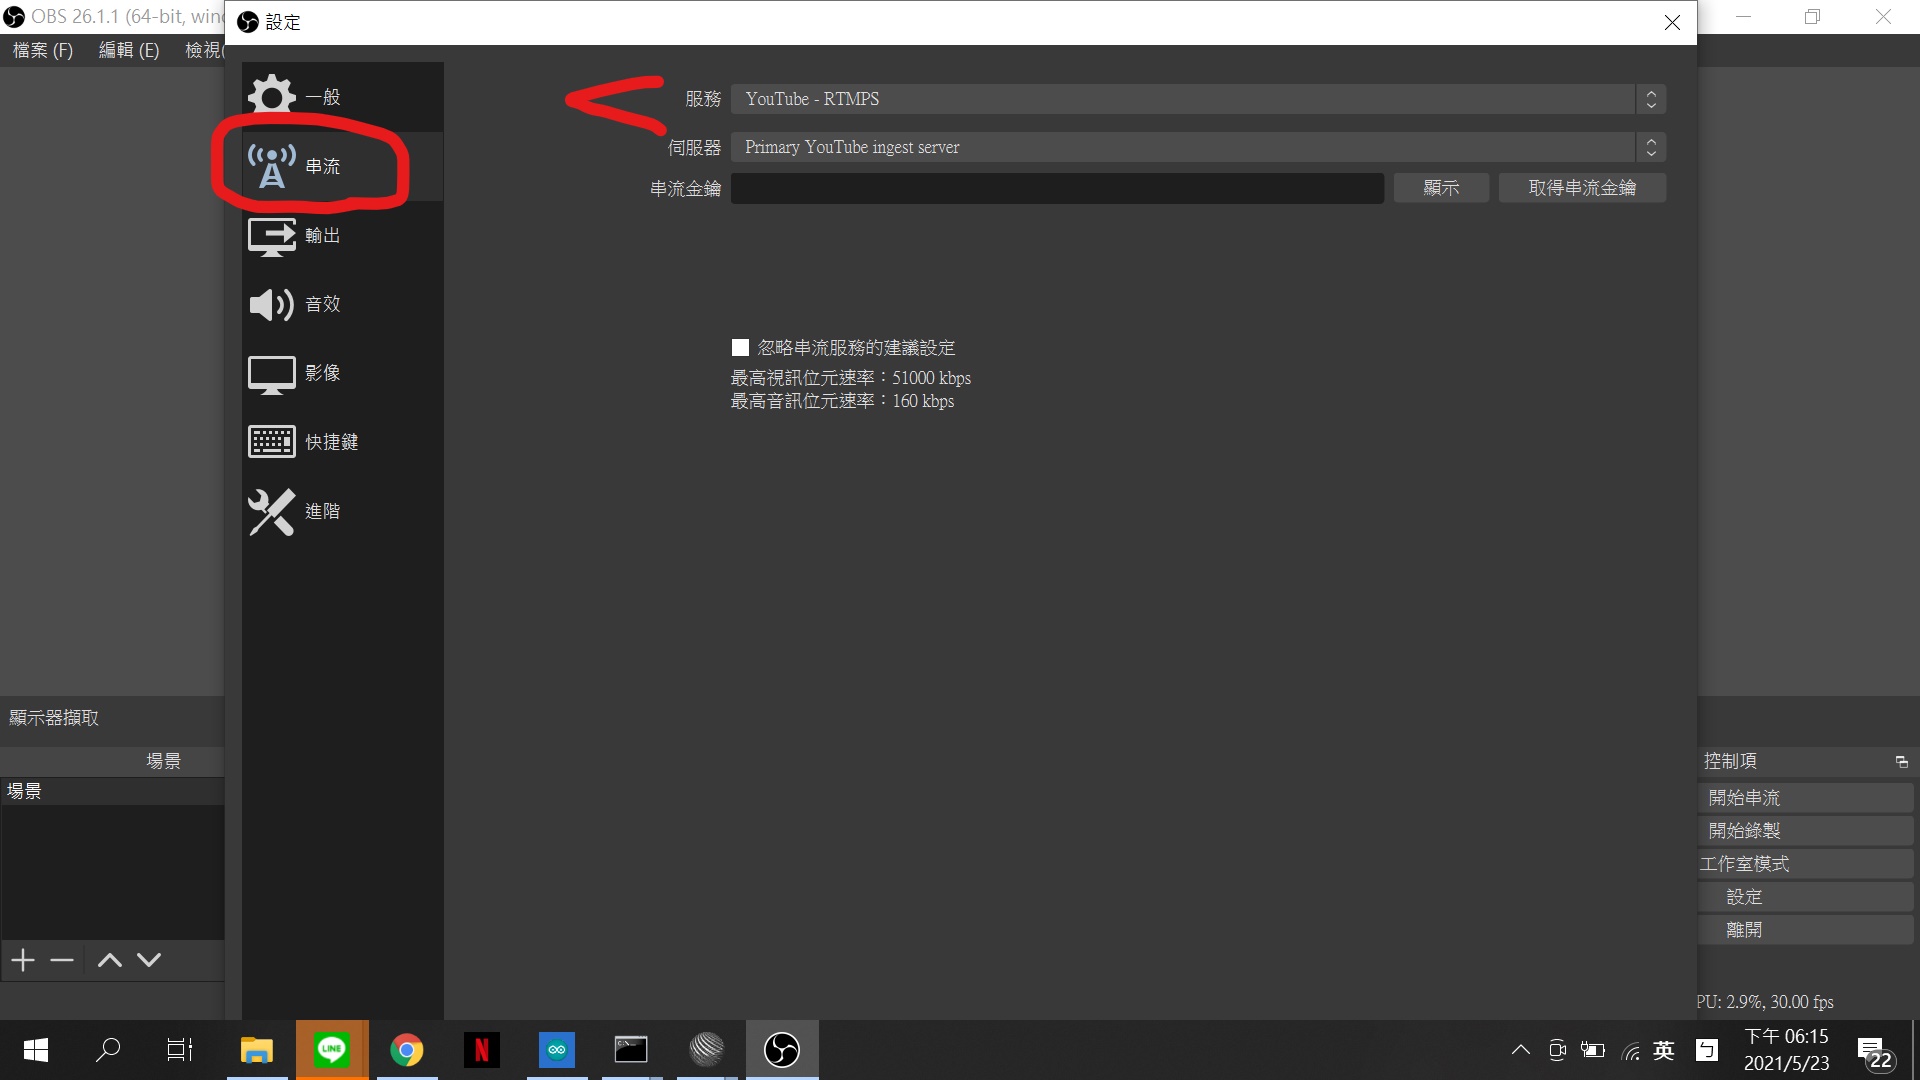 OBS 26.1.1 (64-bit, wind
設定
檔案 (F) 編輯 (E) 檢視(
一般
串流
輸出
音效
影像
快捷鍵
進階
服務 YouTube - RTMPS
伺服器 Primary YouTube ingest server
串流金鑰 顯示 取得串流金鑰
忽略串流服務的建議設定
最高視訊位元速率：51000 kbps
最高音訊位元速率：160 kbps
顯示器擷取
場景
場景
控制項
開始串流
開始錄製
工作室模式
設定
離開
PU: 2.9%, 30.00 fps
LINE
N
C:\_
英
ㄅ
下午 06:15
2021/5/23
22